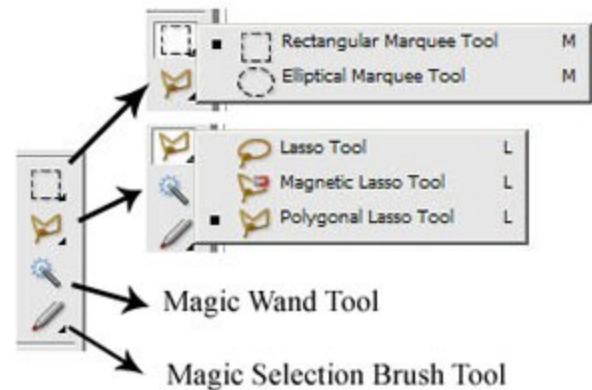 Rectangular Marquee Tool M
Elliptical Marquee Tool M
Lasso Tool L
Magnetic Lasso Tool L
Polygonal Lasso Tool L
Magic Wand Tool
Magic Selection Brush Tool